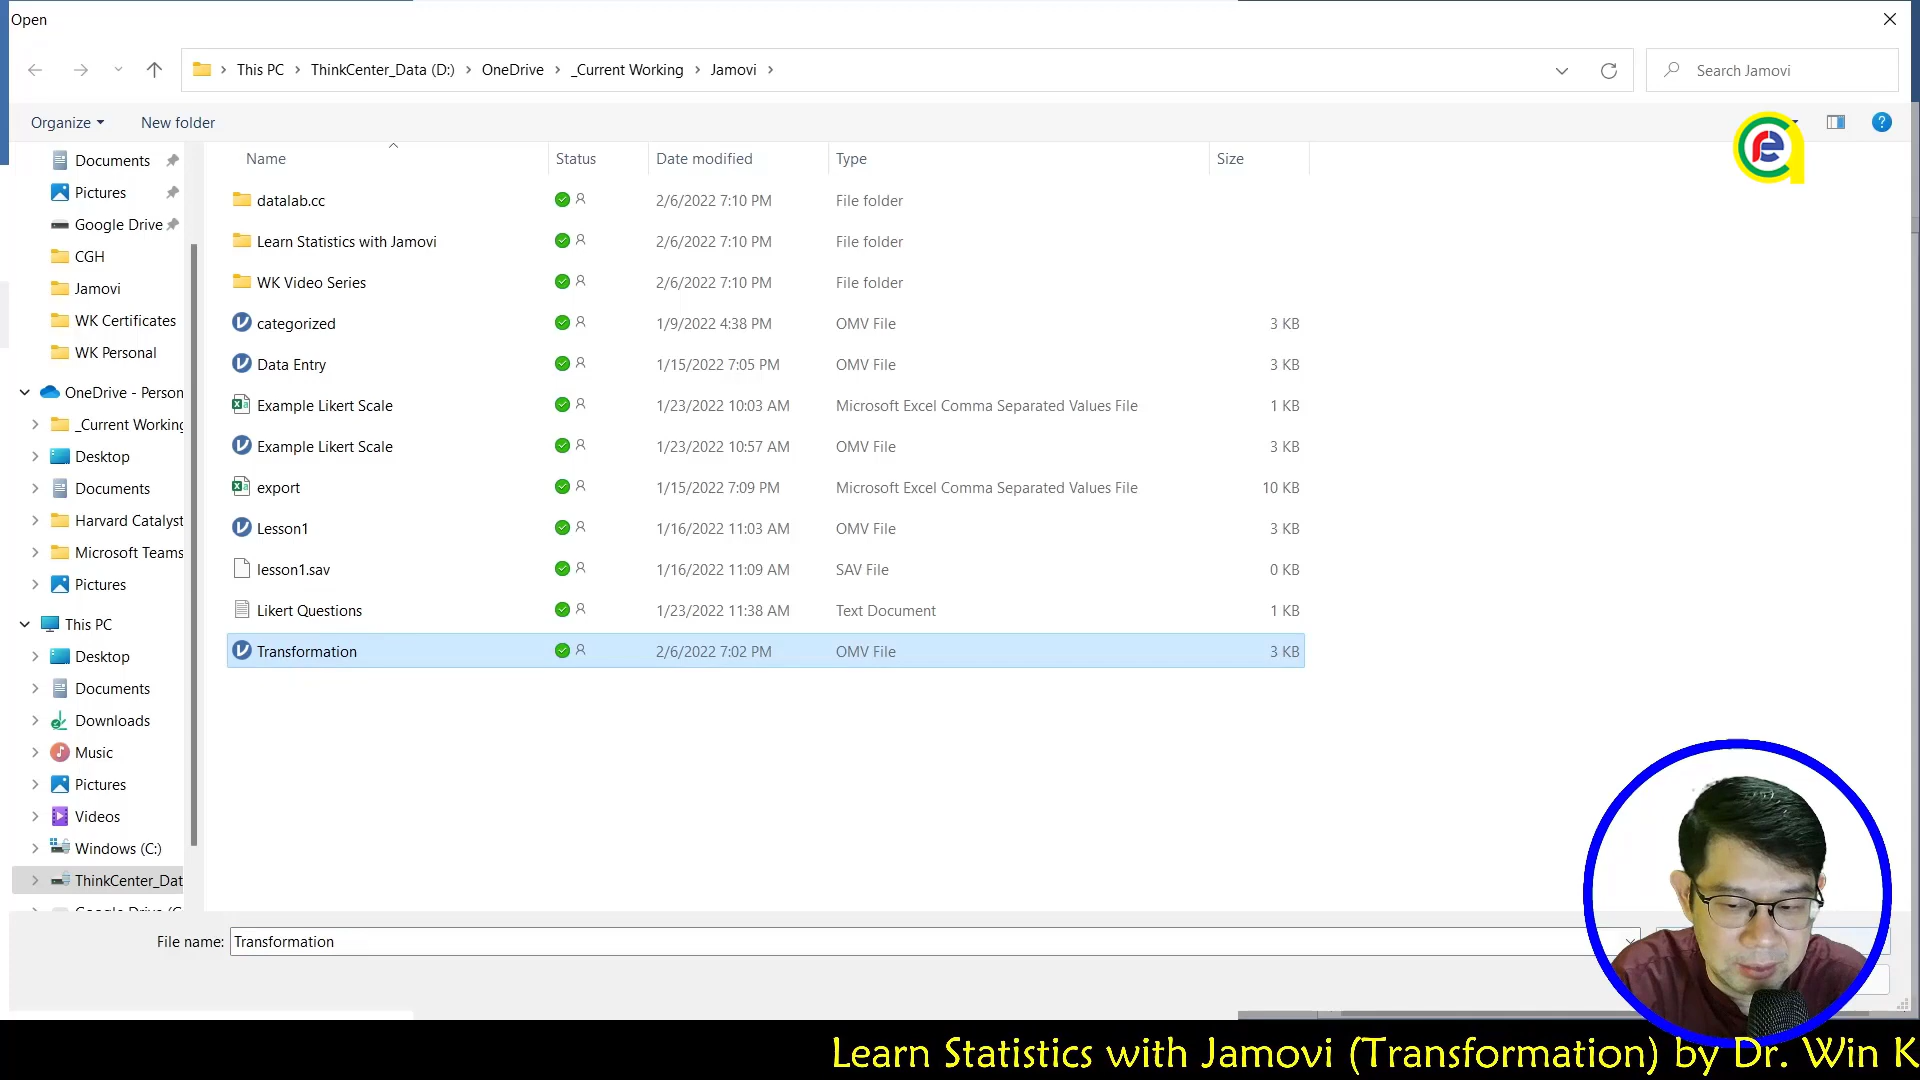 Open
This PC
ThinkCenter_Data (D:)
OneDrive
_Current Working
Jamovi
Search Jamovi
Organize
New folder
Name
Status
Date modified
Type
Size
Documents
Pictures
Google Drive
CGH
Jamovi
WK Certificates
WK Personal
OneDrive - Person
_Current Working
Desktop
Documents
Harvard Catalyst
Microsoft Teams
Pictures
This PC
Desktop
Documents
Downloads
Music
Pictures
Videos
Windows (C:)
ThinkCenter_Dat
datalab.cc 2/6/2022 7:10 PM File folder
Learn Statistics with Jamovi 2/6/2022 7:10 PM File folder
WK Video Series 2/6/2022 7:10 PM File folder
categorized 1/9/2022 4:38 PM OMV File 3 KB
Data Entry 1/15/2022 7:05 PM OMV File 3 KB
Example Likert Scale 1/23/2022 10:03 AM Microsoft Excel Comma Separated Values File 1 KB
Example Likert Scale 1/23/2022 10:57 AM OMV File 3 KB
export 1/15/2022 7:09 PM Microsoft Excel Comma Separated Values File 10 KB
Lesson1 1/16/2022 11:03 AM OMV File 3 KB
lesson1.sav 1/16/2022 11:09 AM SAV File 0 KB
Likert Questions 1/23/2022 11:38 AM Text Document 1 KB
Transformation 2/6/2022 7:02 PM OMV File 3 KB
File name: Transformation
Learn Statistics with Jamovi (Transformation) by Dr. Win K